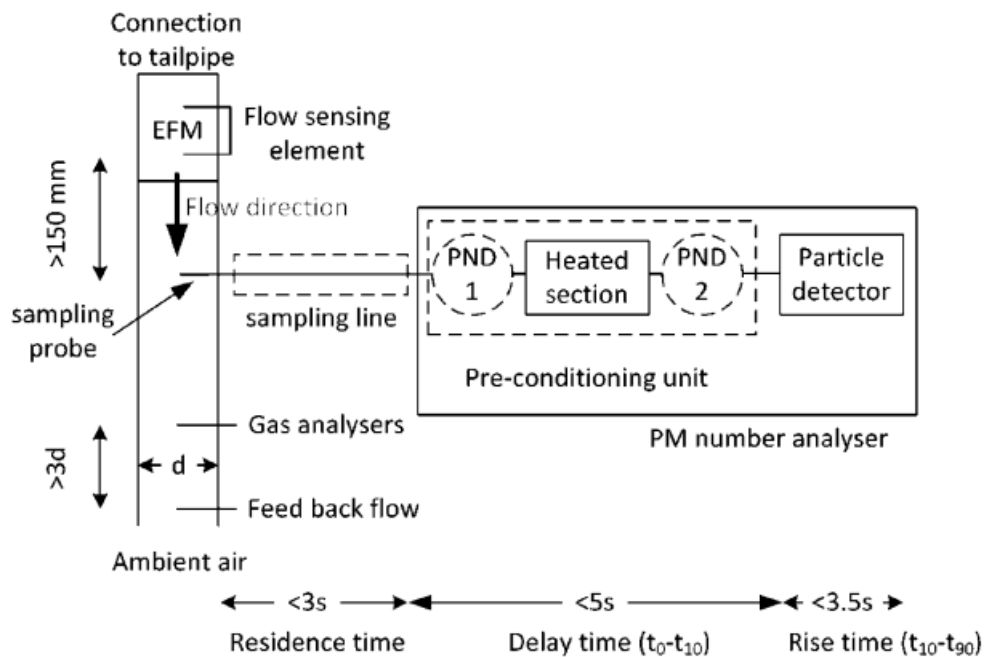 Connection
to tailpipe
EFM
Flow sensing
element
>150 mm
Flow direction
sampling
probe
sampling line
PND
1
Heated
section
PND
2
Particle
detector
Pre-conditioning unit
PM number analyser
Gas analysers
>3d
d
Feed back flow
Ambient air
<3s
<5s
<3.5s
Residence time
Delay time (t₀-t₁₀)
Rise time (t₁₀-t₉₀)